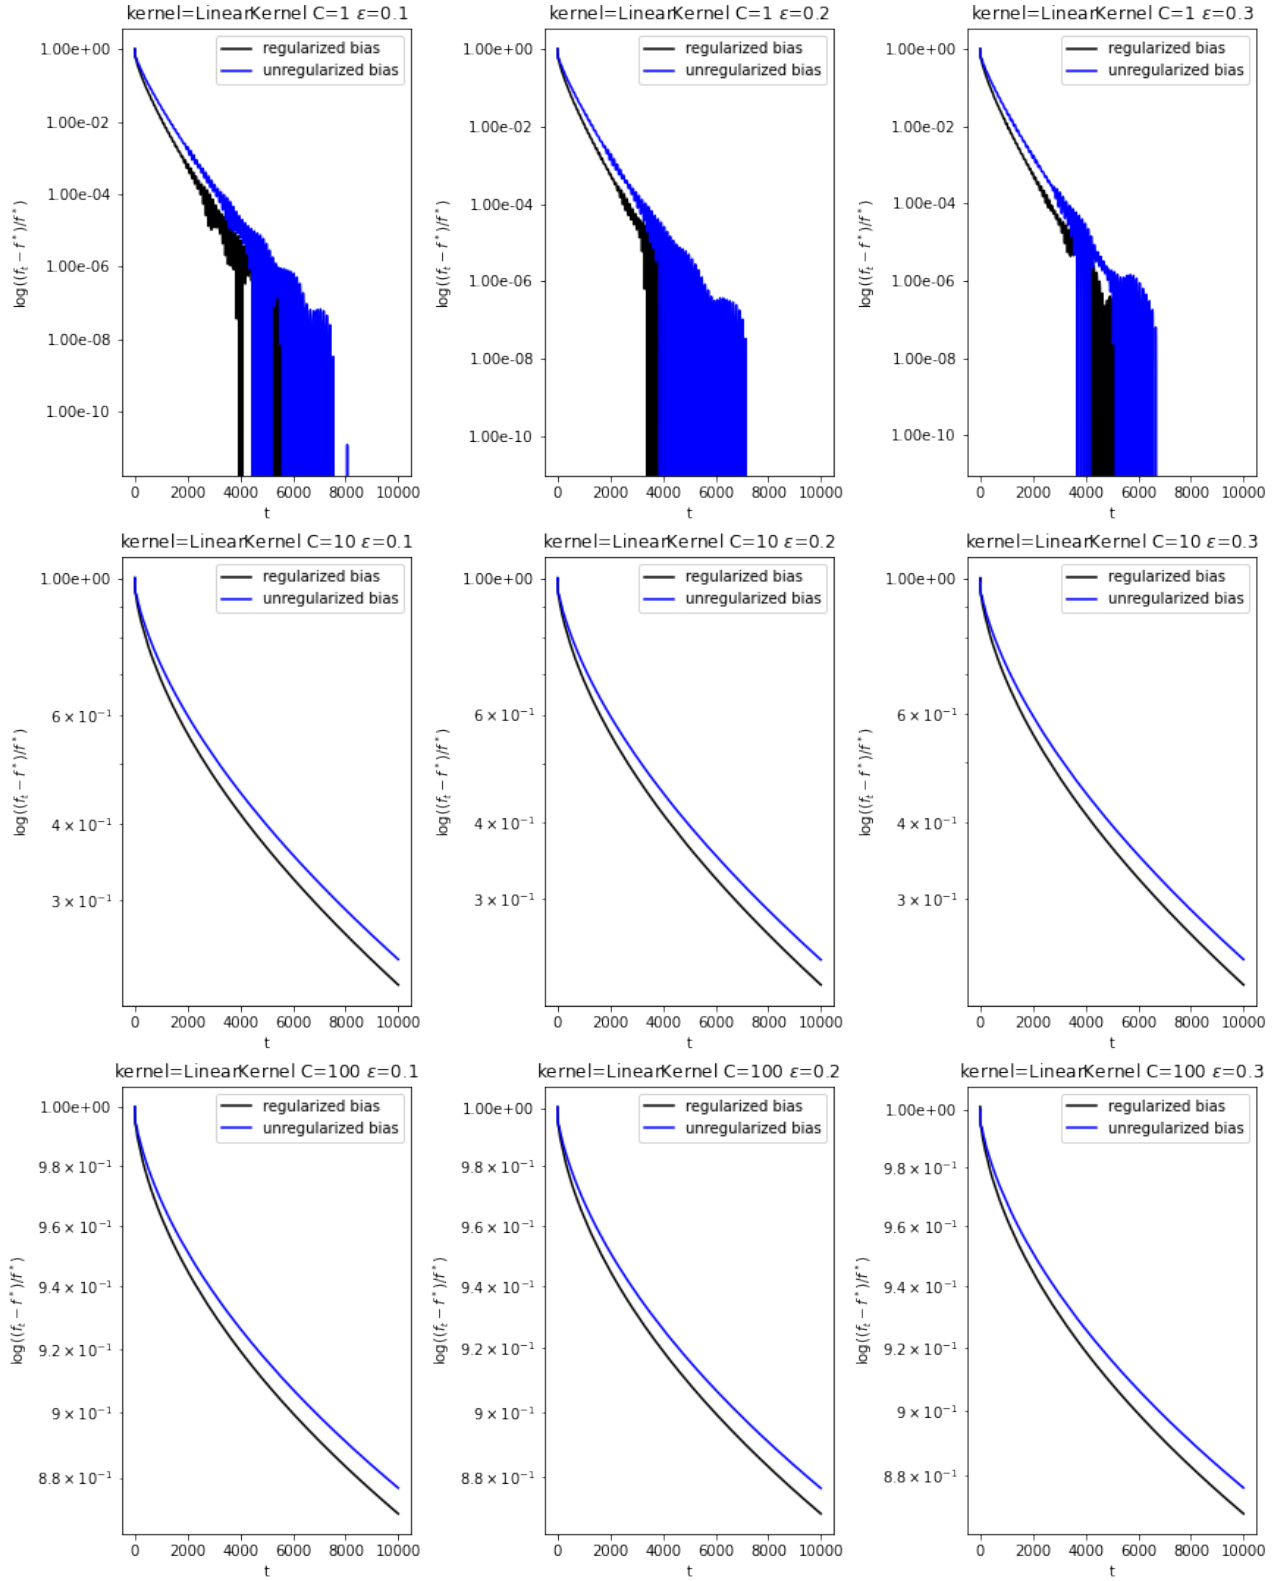 kernel=LinearKernel C=1 ε=0.1
regularized bias
unregularized bias
1.00e+00
1.00e-02
1.00e-04
1.00e-06
1.00e-08
1.00e-10
log((f_t − f*)/f*)
0 2000 4000 6000 8000 10000
t
kernel=LinearKernel C=1 ε=0.2
regularized bias
unregularized bias
1.00e+00
1.00e-02
1.00e-04
1.00e-06
1.00e-08
1.00e-10
log((f_t − f*)/f*)
0 2000 4000 6000 8000 10000
t
kernel=LinearKernel C=1 ε=0.3
regularized bias
unregularized bias
1.00e+00
1.00e-02
1.00e-04
1.00e-06
1.00e-08
1.00e-10
log((f_t − f*)/f*)
0 2000 4000 6000 8000 10000
t
kernel=LinearKernel C=10 ε=0.1
regularized bias
unregularized bias
1.00e+00
6 × 10⁻¹
4 × 10⁻¹
3 × 10⁻¹
log((f_t − f*)/f*)
0 2000 4000 6000 8000 10000
t
kernel=LinearKernel C=10 ε=0.2
regularized bias
unregularized bias
1.00e+00
6 × 10⁻¹
4 × 10⁻¹
3 × 10⁻¹
log((f_t − f*)/f*)
0 2000 4000 6000 8000 10000
t
kernel=LinearKernel C=10 ε=0.3
regularized bias
unregularized bias
1.00e+00
6 × 10⁻¹
4 × 10⁻¹
3 × 10⁻¹
log((f_t − f*)/f*)
0 2000 4000 6000 8000 10000
t
kernel=LinearKernel C=100 ε=0.1
regularized bias
unregularized bias
1.00e+00
9.8 × 10⁻¹
9.6 × 10⁻¹
9.4 × 10⁻¹
9.2 × 10⁻¹
9 × 10⁻¹
8.8 × 10⁻¹
log((f_t − f*)/f*)
0 2000 4000 6000 8000 10000
t
kernel=LinearKernel C=100 ε=0.2
regularized bias
unregularized bias
1.00e+00
9.8 × 10⁻¹
9.6 × 10⁻¹
9.4 × 10⁻¹
9.2 × 10⁻¹
9 × 10⁻¹
8.8 × 10⁻¹
log((f_t − f*)/f*)
0 2000 4000 6000 8000 10000
t
kernel=LinearKernel C=100 ε=0.3
regularized bias
unregularized bias
1.00e+00
9.8 × 10⁻¹
9.6 × 10⁻¹
9.4 × 10⁻¹
9.2 × 10⁻¹
9 × 10⁻¹
8.8 × 10⁻¹
log((f_t − f*)/f*)
0 2000 4000 6000 8000 10000
t